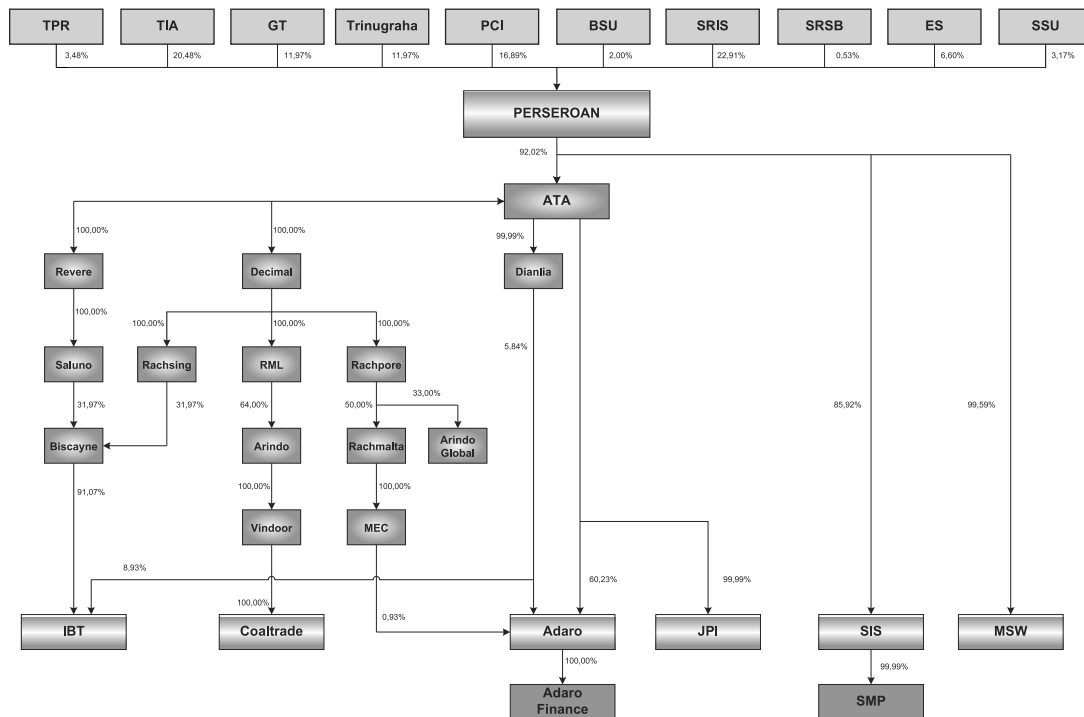 TPR TIA GT Trinugraha PCI BSU SRIS SRSB ES SSU
3,48% 20,48% 11,97% 11,97% 16,89% 2,00% 22,91% 0,53% 6,60% 3,17%
PERSEROAN
92,02%
ATA
100,00% 100,00% 99,99%
Revere Decimal Dianlia
100,00%
100,00% 100,00% 100,00%
5,84%
Saluno Rachsing RML Rachpore
33,00%
31,97% 31,97% 64,00% 50,00% 85,92% 99,59%
Biscayne Arindo Rachmalta Arindo
Global
100,00% 100,00%
91,07%
Vindoor MEC
8,93% 60,23% 99,99%
100,00% 0,93%
IBT Coaltrade Adaro JPI SIS MSW
100,00% 99,99%
Adaro
Finance
SMP